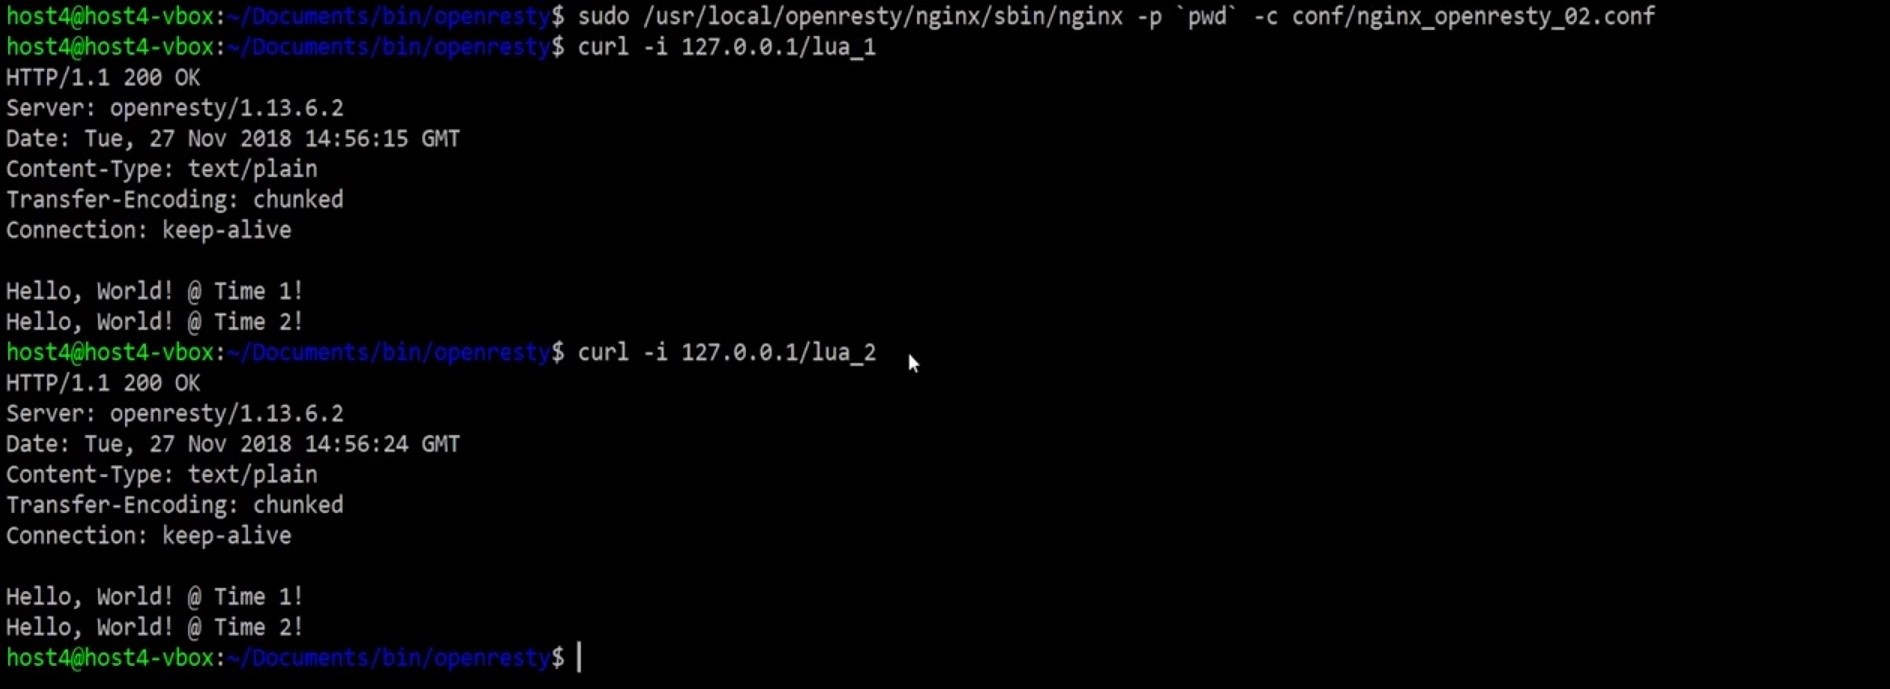 host4@host4-vbox:~/Documents/bin/openresty$ sudo /usr/local/openresty/nginx/sbin/nginx -p `pwd` -c conf/nginx_openresty_02.conf
host4@host4-vbox:~/Documents/bin/openresty$ curl -i 127.0.0.1/lua_1
HTTP/1.1 200 OK
Server: openresty/1.13.6.2
Date: Tue, 27 Nov 2018 14:56:15 GMT
Content-Type: text/plain
Transfer-Encoding: chunked
Connection: keep-alive

Hello, World! @ Time 1!
Hello, World! @ Time 2!
host4@host4-vbox:~/Documents/bin/openresty$ curl -i 127.0.0.1/lua_2
HTTP/1.1 200 OK
Server: openresty/1.13.6.2
Date: Tue, 27 Nov 2018 14:56:24 GMT
Content-Type: text/plain
Transfer-Encoding: chunked
Connection: keep-alive

Hello, World! @ Time 1!
Hello, World! @ Time 2!
host4@host4-vbox:~/Documents/bin/openresty$